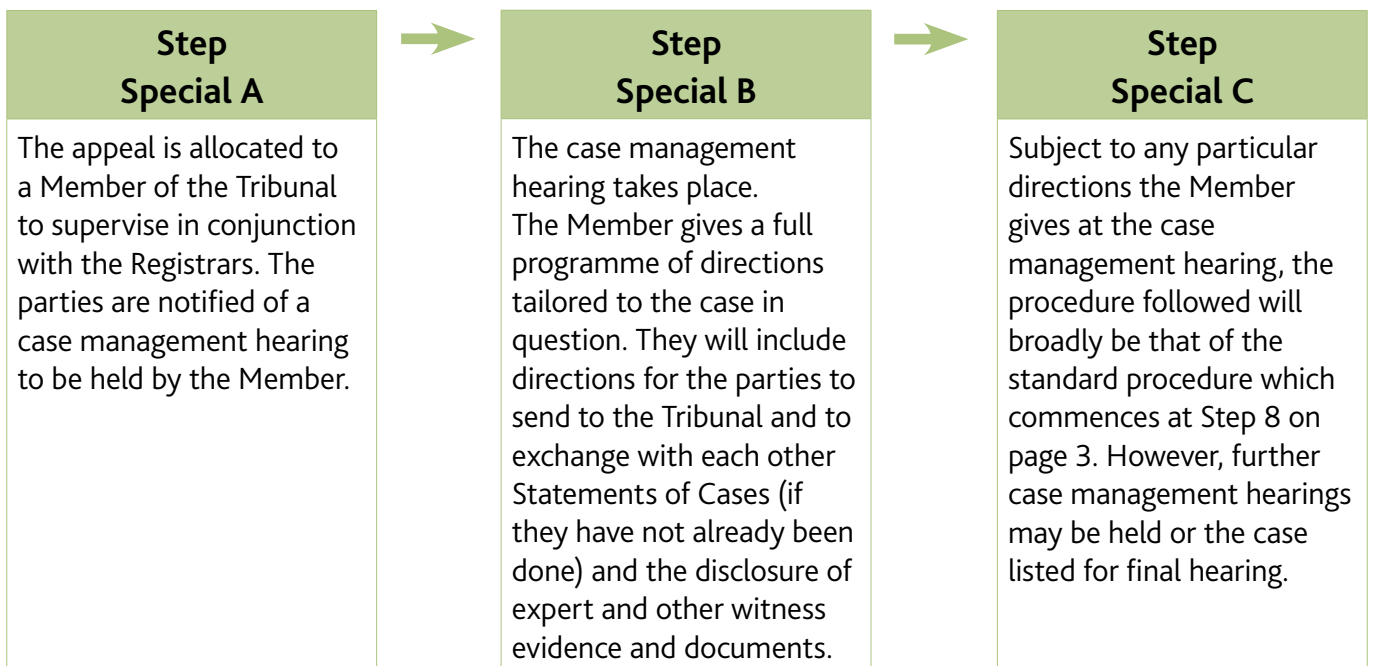 Step
Special A
The appeal is allocated to
a Member of the Tribunal
to supervise in conjunction
with the Registrars. The
parties are notified of a
case management hearing
to be held by the Member.
Step
Special B
The case management
hearing takes place.
The Member gives a full
programme of directions
tailored to the case in
question. They will include
directions for the parties to
send to the Tribunal and to
exchange with each other
Statements of Cases (if
they have not already been
done) and the disclosure of
expert and other witness
evidence and documents.
Step
Special C
Subject to any particular
directions the Member
gives at the case
management hearing, the
procedure followed will
broadly be that of the
standard procedure which
commences at Step 8 on
page 3. However, further
case management hearings
may be held or the case
listed for final hearing.